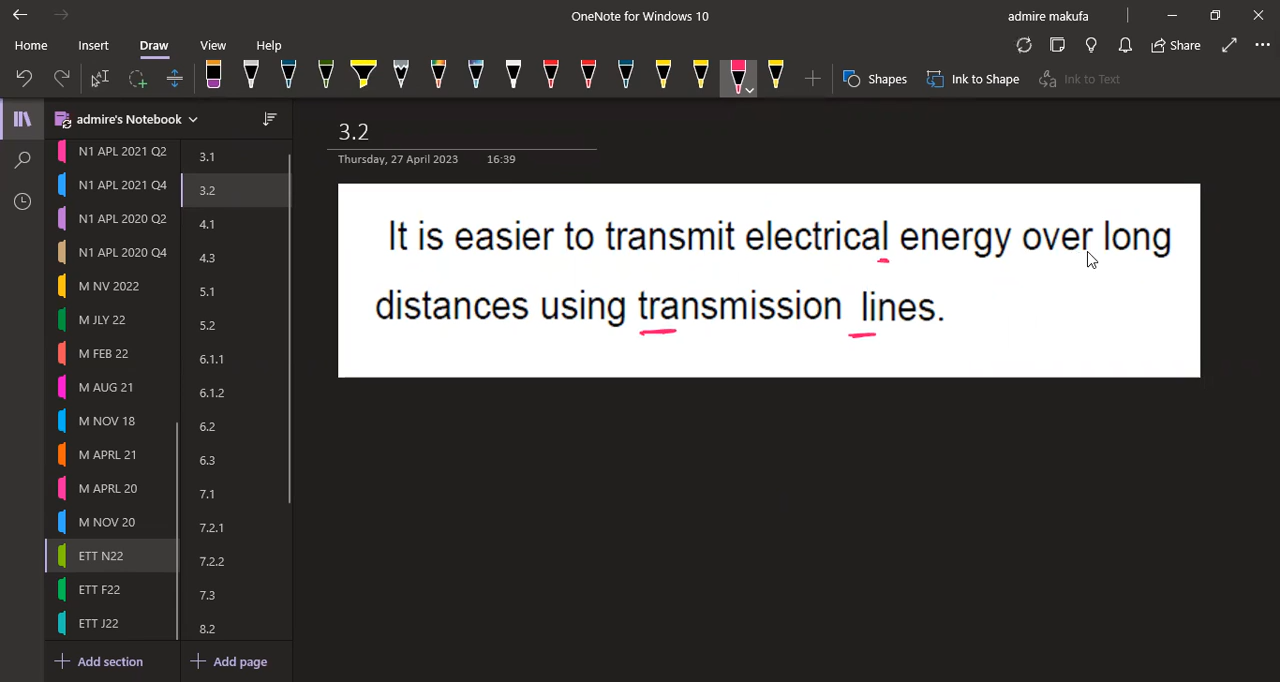 OneNote for Windows 10
admire makufa
Home Insert Draw View Help
Share
Shapes
Ink to Shape
Ink to Text
admire's Notebook
N1 APL 2021 Q2
N1 APL 2021 Q4
N1 APL 2020 Q2
N1 APL 2020 Q4
M NV 2022
M JLY 22
M FEB 22
M AUG 21
M NOV 18
M APRL 21
M APRL 20
M NOV 20
ETT N22
ETT F22
ETT J22
Add section
3.1
3.2
4.1
4.3
5.1
5.2
6.1.1
6.1.2
6.2
6.3
7.1
7.2.1
7.2.2
7.3
8.2
Add page
3.2
Thursday, 27 April 2023 16:39
It is easier to transmit electrical energy over long
distances using transmission lines.